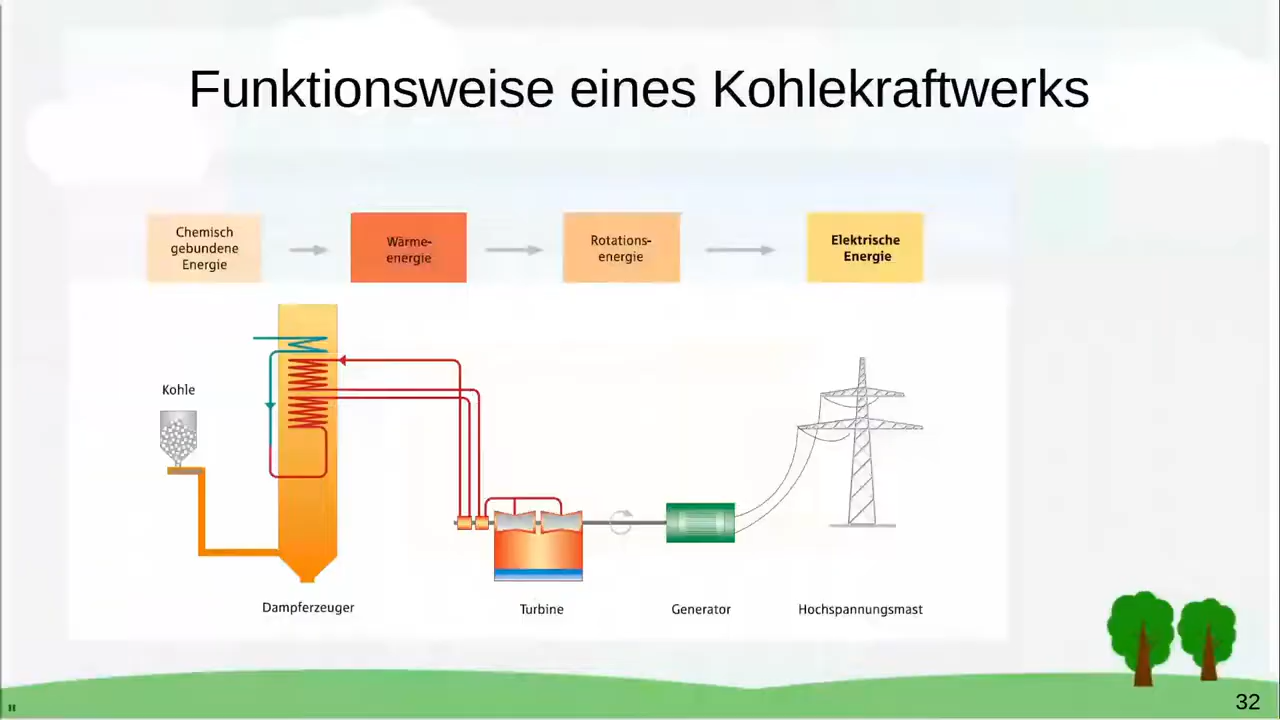 Funktionsweise eines Kohlekraftwerks
Chemisch
gebundene
Energie
Wärme-
energie
Rotations-
energie
Elektrische
Energie
Kohle
Dampferzeuger
Turbine
Generator
Hochspannungsmast
32